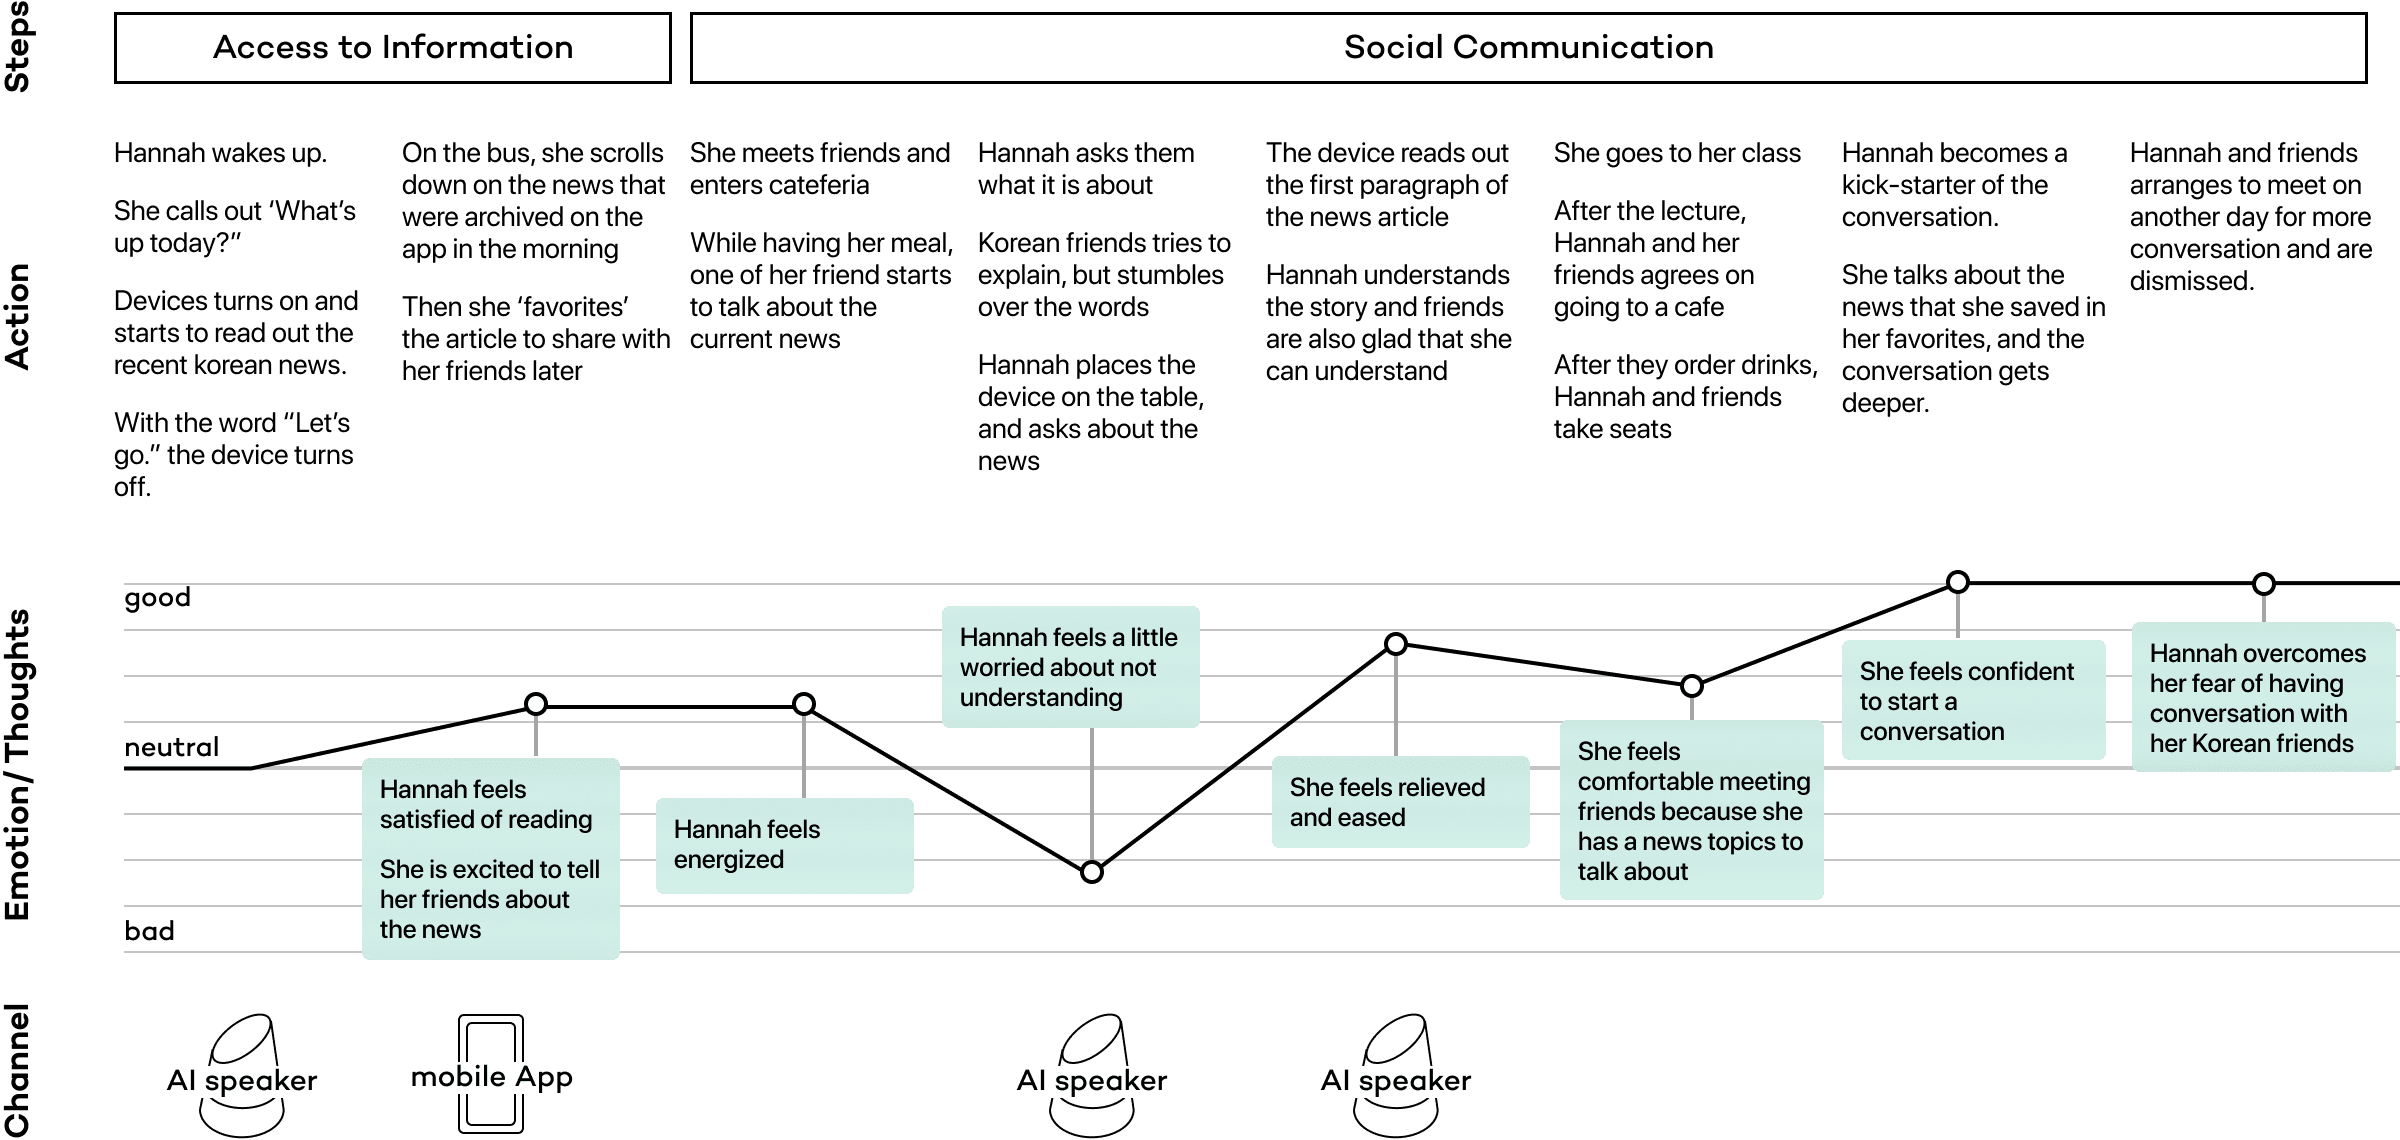 Steps
Access to Information
Social Communication
Action
Hannah wakes up.
She calls out ‘What’s
up today?”
Devices turns on and
starts to read out the
recent korean news.
With the word “Let’s
go.” the device turns
off.
On the bus, she scrolls
down on the news that
were archived on the
app in the morning
Then she ‘favorites’
the article to share with
her friends later
She meets friends and
enters cateferia
While having her meal,
one of her friend starts
to talk about the
current news
Hannah asks them
what it is about
Korean friends tries to
explain, but stumbles
over the words
Hannah places the
device on the table,
and asks about the
news
The device reads out
the first paragraph of
the news article
Hannah understands
the story and friends
are also glad that she
can understand
She goes to her class
After the lecture,
Hannah and her
friends agrees on
going to a cafe
After they order drinks,
Hannah and friends
take seats
Hannah becomes a
kick-starter of the
conversation.
She talks about the
news that she saved in
her favorites, and the
conversation gets
deeper.
Hannah and friends
arranges to meet on
another day for more
conversation and are
dismissed.
Emotion/ Thoughts
good
neutral
bad
Hannah feels
satisfied of reading
She is excited to tell
her friends about
the news
Hannah feels
energized
Hannah feels a little
worried about not
understanding
She feels relieved
and eased
She feels
comfortable meeting
friends because she
has a news topics to
talk about
She feels confident
to start a
conversation
Hannah overcomes
her fear of having
conversation with
her Korean friends
Channel
AI speaker
mobile App
AI speaker
AI speaker